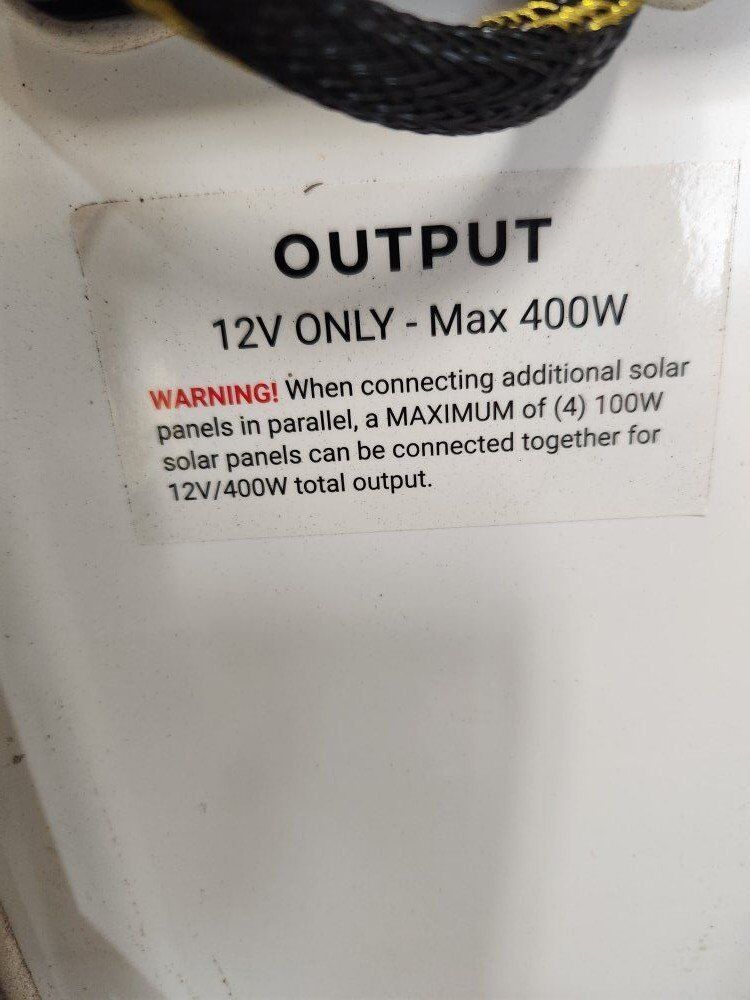 OUTPUT
12V ONLY - Max 400W
WARNING! When connecting additional solar
panels in parallel, a MAXIMUM of (4) 100W
solar panels can be connected together for
12V/400W total output.